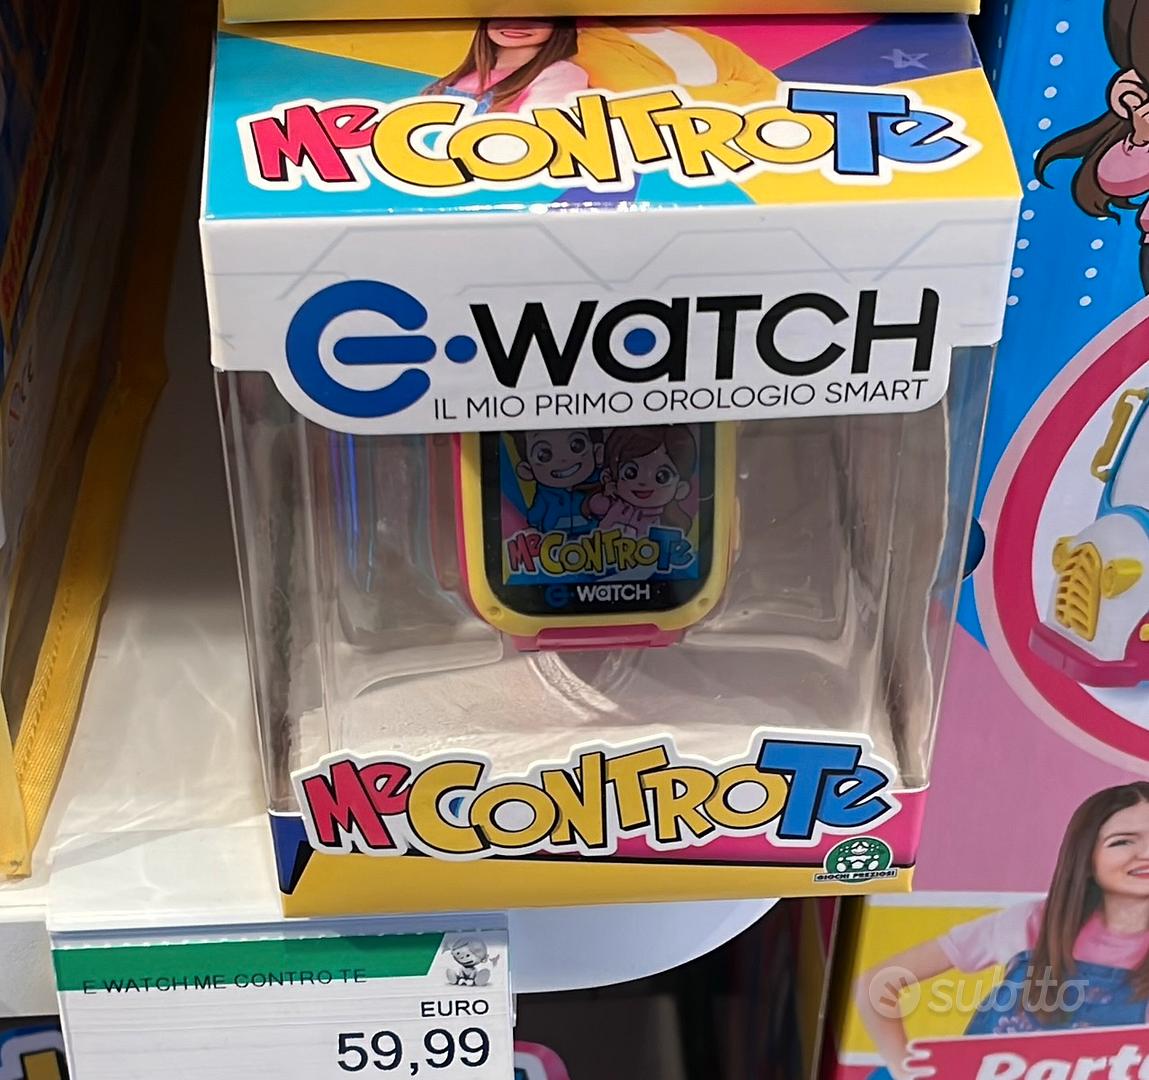 Me CONTRO Te
e·WATCH
IL MIO PRIMO OROLOGIO SMART
Me CONTRO Te
e·WATCH
Me CONTRO Te
GIOCHI PREZIOSI
E WATCH ME CONTRO TE
EURO
59,99
subito